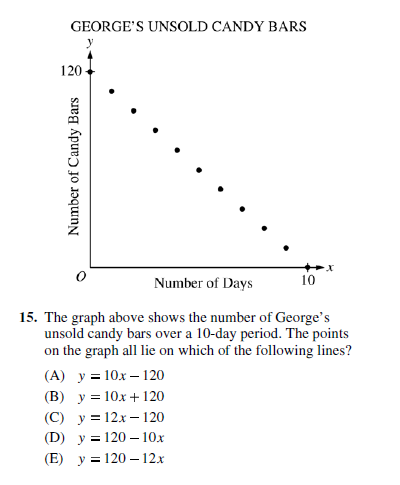 GEORGE'S UNSOLD CANDY BARS
y
120
Number of Candy Bars
O
Number of Days
10
x
15. The graph above shows the number of George's
unsold candy bars over a 10-day period. The points
on the graph all lie on which of the following lines?
(A) y = 10x – 120
(B) y = 10x + 120
(C) y = 12x – 120
(D) y = 120 – 10x
(E) y = 120 – 12x